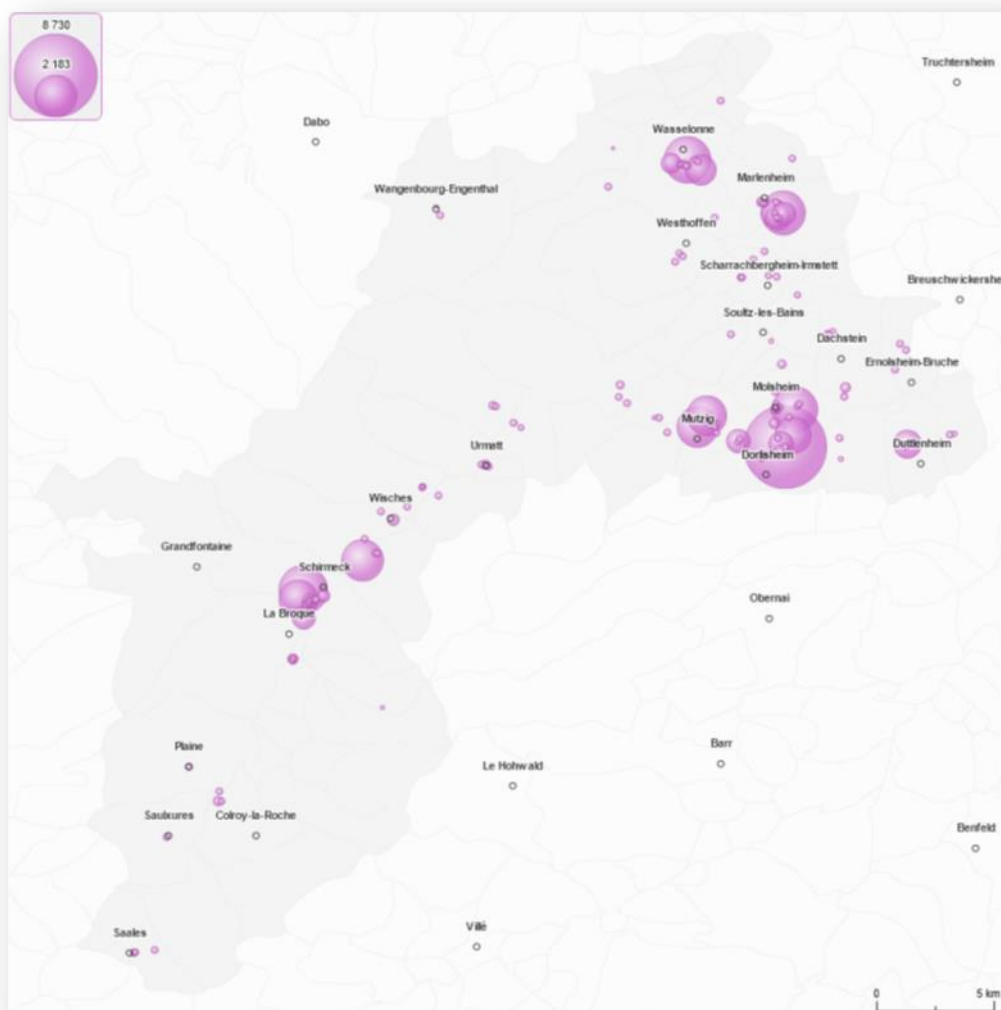 8 730
2 183
Truchtersheim
Dabo
Wasselonne
Marlenheim
Wangenbourg-Engenthal
Westhoffen
Scharrachbergheim-Irmstett
Breuschwickershe
Soultz-les-Bains
Dachstein
Ernolsheim-Bruche
Molsheim
Mutzig
Duttlenheim
Urmatt
Dorlisheim
Wisches
Grandfontaine
Schirmeck
La Broque
Obernai
Plaine
Barr
Le Hohwald
Saulxures
Colroy-la-Roche
Benfeld
Saales
Villé
0
5 km